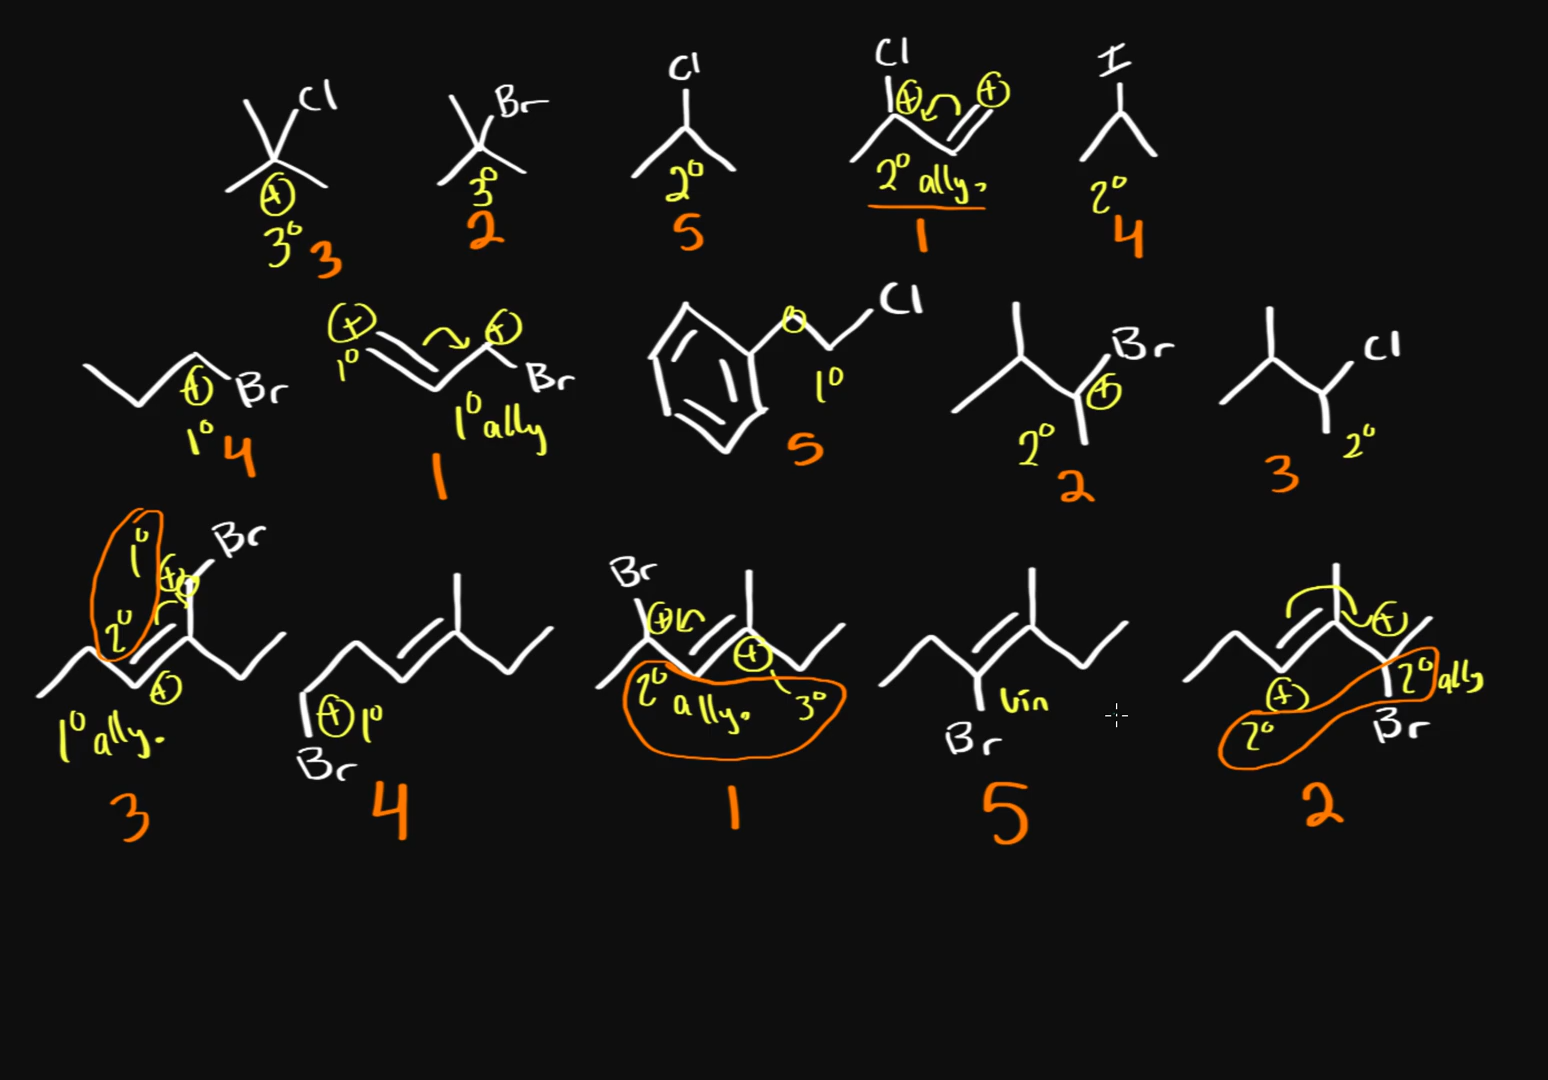 Cl Br Cl Cl ⊕ ⊕ I
⊕ 3° 2° 2° ally. 2°
3° 3 2 5 1 4
⊕ ⊕ Cl
1° Br Cl
⊕ Br Br 1° ⊕
1° 4 1° ally 5 2° 2°
1 2 3
1° ⊕ Br Br
2° ⊕ ⊕ ⊕
⊕ ⊕ 1° 2° ally. 3° Vin ⊕ 2° ally
1° ally. Br Br 2° Br
3 4 1 5 2